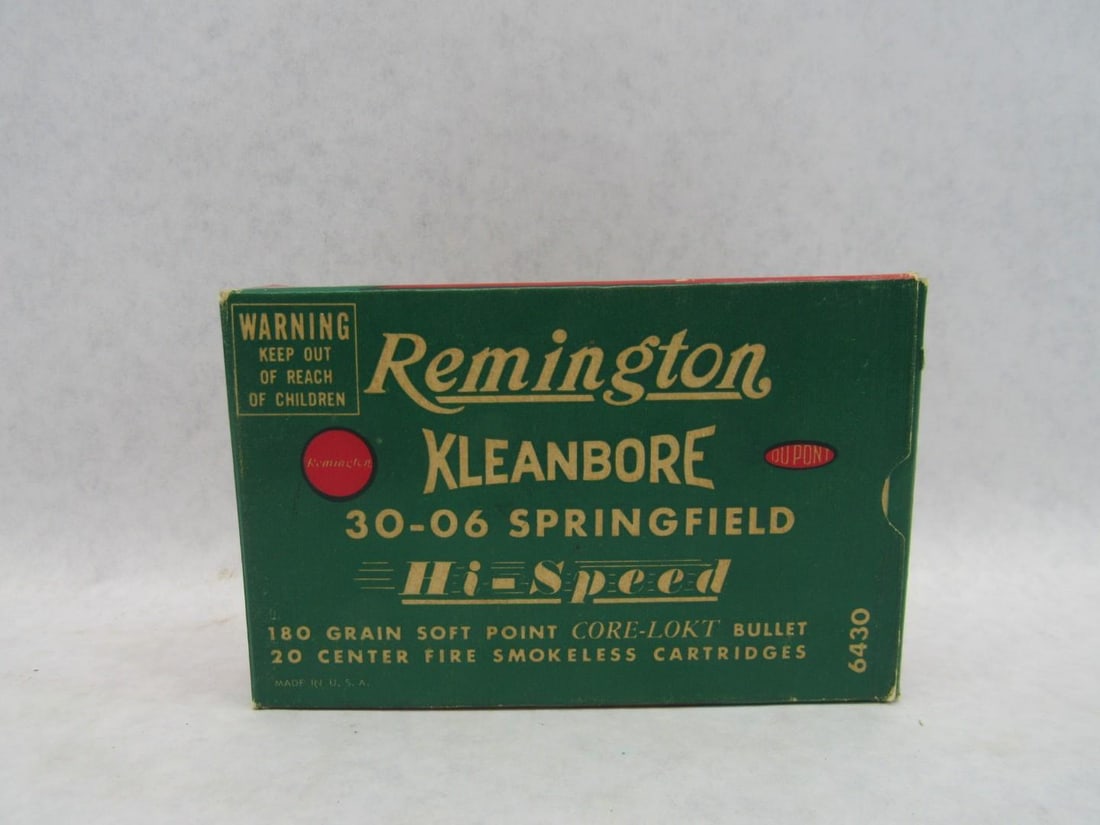 WARNING
KEEP OUT
OF REACH
OF CHILDREN
Remington
Remington
KLEANBORE
DU PONT
30-06 SPRINGFIELD
Hi-Speed
180 GRAIN SOFT POINT CORE-LOKT BULLET
20 CENTER FIRE SMOKELESS CARTRIDGES
6430
MADE IN U. S. A.